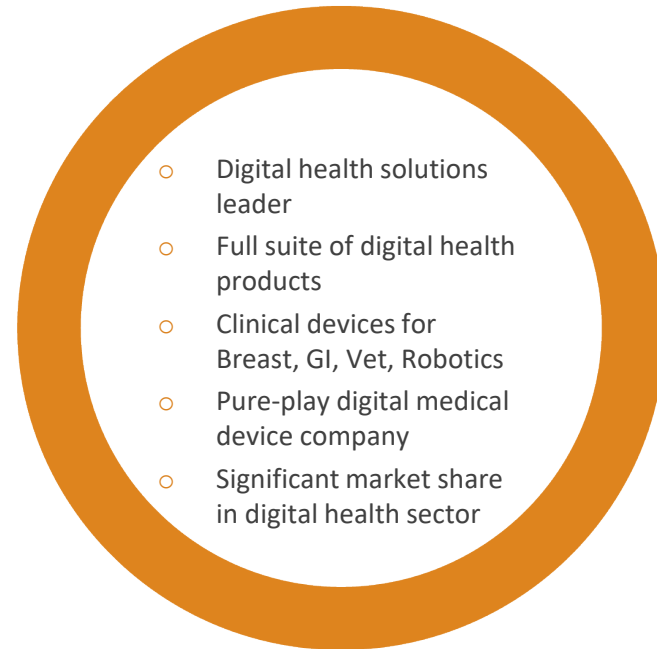 ○ Digital health solutions
leader
○ Full suite of digital health
products
○ Clinical devices for
Breast, GI, Vet, Robotics
○ Pure-play digital medical
device company
○ Significant market share
in digital health sector